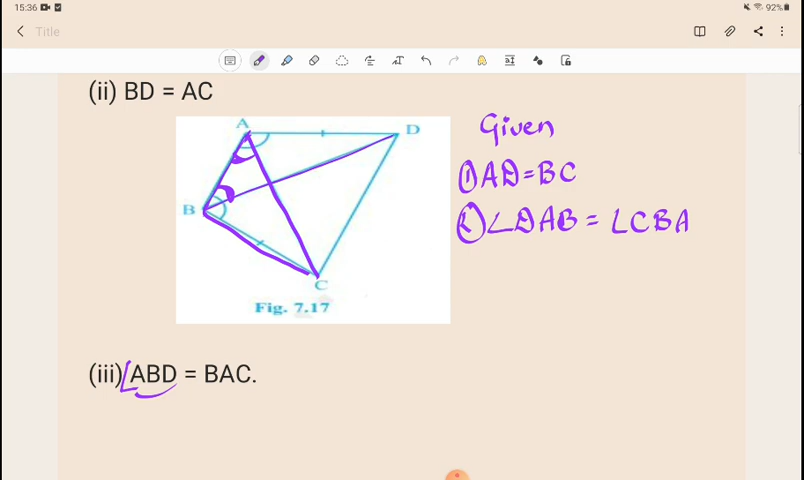 15:36 92%
Title
(ii) BD = AC
A
D
B
C
Fig. 7.17
Given
① AD = BC
② ∠DAB = ∠CBA
(iii) ∠ABD = BAC.